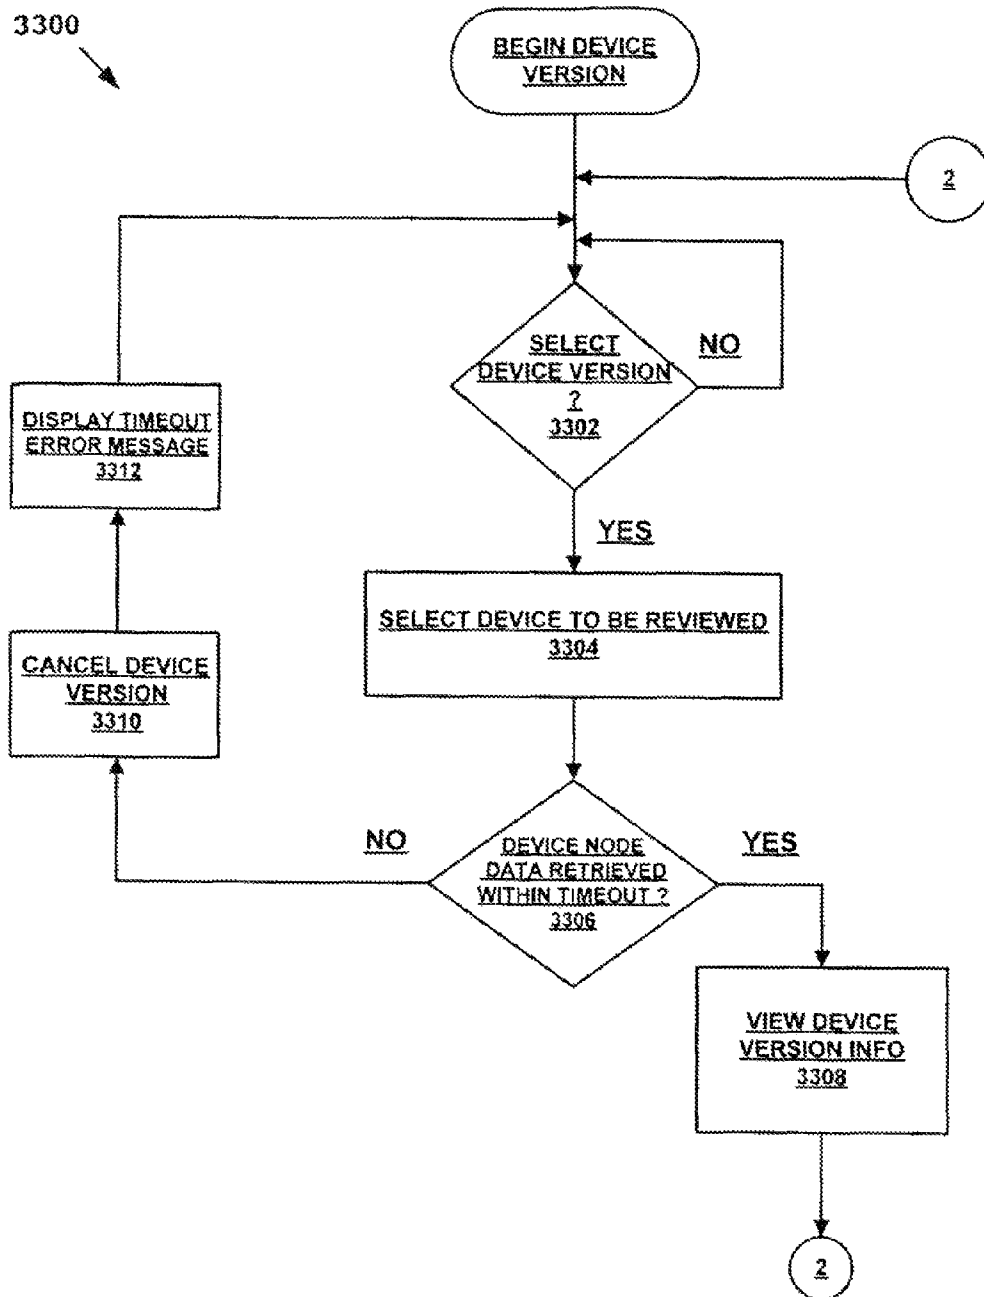 3300
BEGIN DEVICE
VERSION
2
SELECT
DEVICE VERSION
?
3302
NO
YES
DISPLAY TIMEOUT
ERROR MESSAGE
3312
SELECT DEVICE TO BE REVIEWED
3304
CANCEL DEVICE
VERSION
3310
DEVICE NODE
DATA RETRIEVED
WITHIN TIMEOUT ?
3306
NO
YES
VIEW DEVICE
VERSION INFO
3308
2